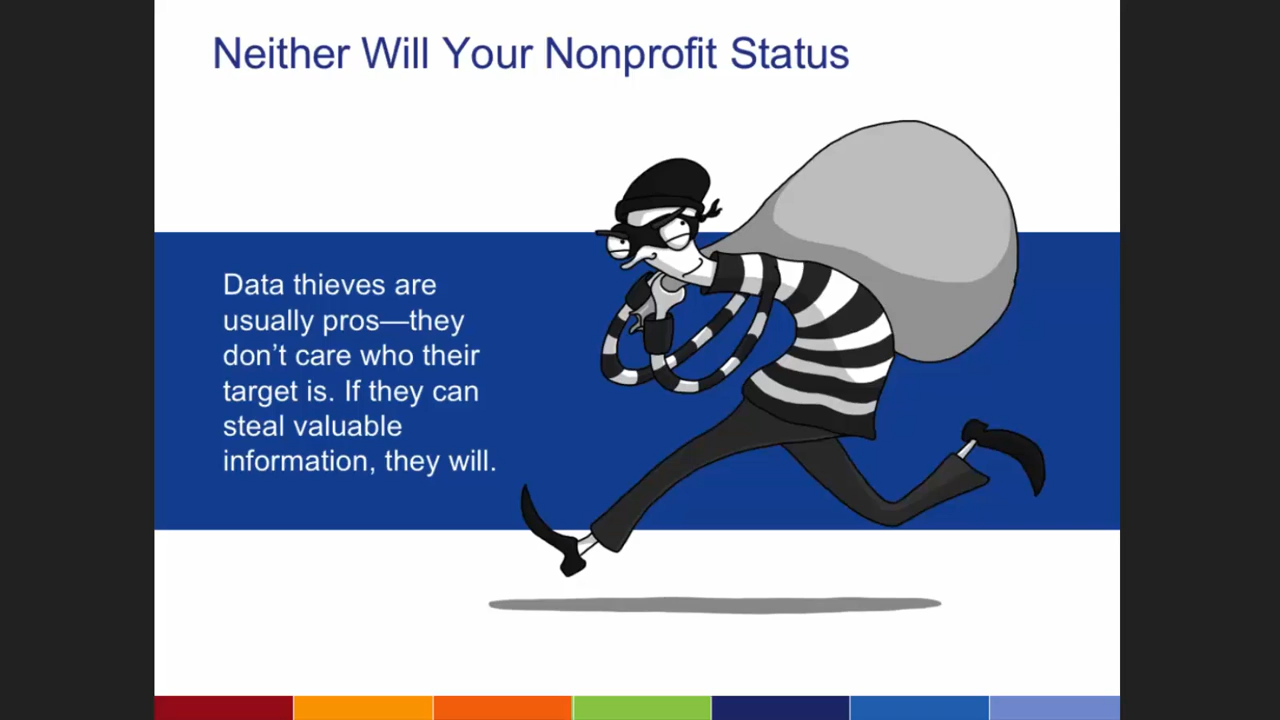 Neither Will Your Nonprofit Status
Data thieves are
usually pros—they
don’t care who their
target is. If they can
steal valuable
information, they will.